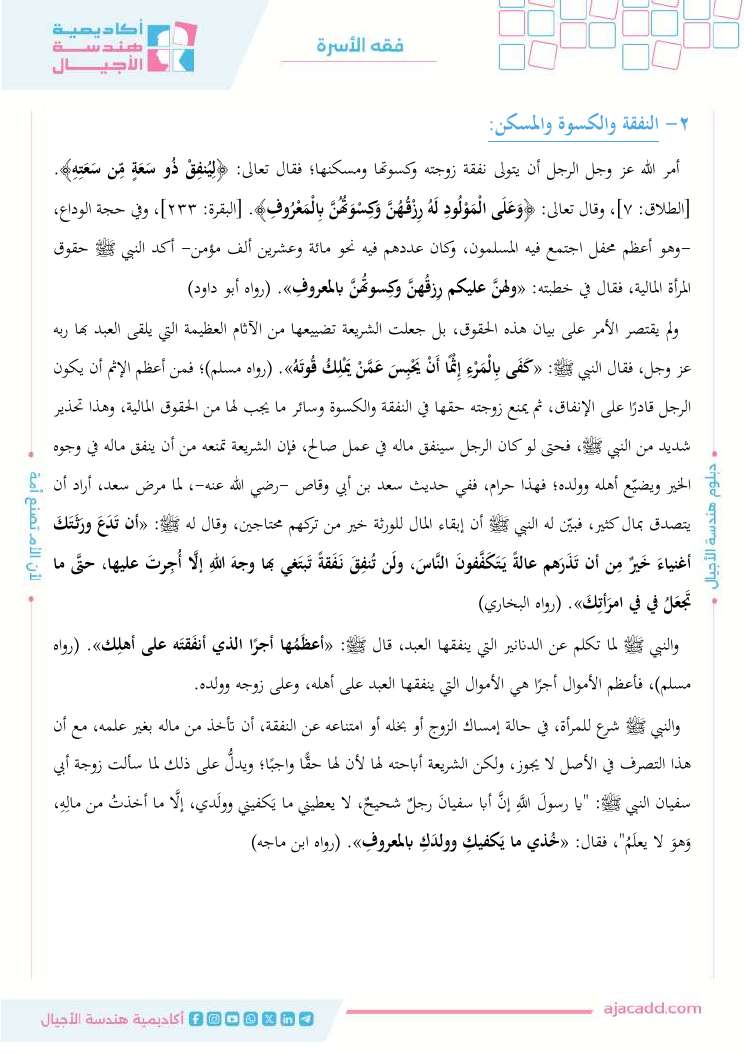 أكاديمية
هندسة
الأجيال
فقه الأسرة
٢- النفقة والكسوة والمسكن:
أمر الله عز وجل الرجل أن يتولى نفقة زوجته وكسوتها ومسكنها؛ فقال تعالى: ﴿لِيُنفِقْ ذُو سَعَةٍ مِّن سَعَتِهِ﴾.
[الطلاق: ٧]، وقال تعالى: ﴿وَعَلَى الْمَوْلُودِ لَهُ رِزْقُهُنَّ وَكِسْوَتُهُنَّ بِالْمَعْرُوفِ﴾. [البقرة: ٢٣٣]، وفي حجة الوداع،
-وهو أعظم محفل اجتمع فيه المسلمون، وكان عددهم فيه نحو مائة وعشرين ألف مؤمن- أكد النبي ﷺ حقوق
المرأة المالية، فقال في خطبته: «ولهنَّ عليكم رِزقُهنَّ وكِسوتُهنَّ بالمعروفِ». (رواه أبو داود)
ولم يقتصر الأمر على بيان هذه الحقوق، بل جعلت الشريعة تضييعها من الآثام العظيمة التي يلقى العبد بها ربه
عز وجل، فقال النبي ﷺ: «كَفَى بِالْمَرْءِ إِثْمًا أَنْ يَحْبِسَ عَمَّنْ يَمْلِكُ قُوتَهُ». (رواه مسلم)؛ فمن أعظم الإثم أن يكون
الرجل قادرًا على الإنفاق، ثم يمنع زوجته حقها في النفقة والكسوة وسائر ما يجب لها من الحقوق المالية، وهذا تحذير
شديد من النبي ﷺ، فحتى لو كان الرجل سينفق ماله في عمل صالح، فإن الشريعة تمنعه من أن ينفق ماله في وجوه
الخير ويضيّع أهله وولده؛ فهذا حرام، ففي حديث سعد بن أبي وقاص -رضي الله عنه-، لما مرض سعد، أراد أن
يتصدق بمال كثير، فبيّن له النبي ﷺ أن إبقاء المال للورثة خير من تركهم محتاجين، وقال له ﷺ: «أن تَدَعَ ورَثَتَكَ
أغنياءَ خَيرٌ مِن أن تَذَرَهم عالةً يَتَكَفَّفونَ النَّاسَ، ولَن تُنفِقَ نَفَقةً تَبتَغي بها وجهَ اللهِ إلَّا أُجِرتَ عليها، حتَّى ما
تَجعَلُ في في امرَأتِكَ». (رواه البخاري)
والنبي ﷺ لما تكلم عن الدنانير التي ينفقها العبد، قال ﷺ: «أعظَمُها أجرًا الذي أنفَقتَه على أهلِك». (رواه
مسلم)، فأعظم الأموال أجرًا هي الأموال التي ينفقها العبد على أهله، وعلى زوجه وولده.
والنبي ﷺ شرع للمرأة، في حالة إمساك الزوج أو بخله أو امتناعه عن النفقة، أن تأخذ من ماله بغير علمه، مع أن
هذا التصرف في الأصل لا يجوز، ولكن الشريعة أباحته لها لأن لها حقًّا واجبًا؛ ويدلُّ على ذلك لما سألت زوجة أبي
سفيان النبي ﷺ: "يا رسولَ اللهِ إنَّ أبا سفيانَ رجلٌ شحيحٌ، لا يعطيني ما يَكفيني وولَدي، إلَّا ما أخذتُ من مالِهِ،
وَهوَ لا يعلَمُ"، فقال: «خُذي ما يَكفيكِ وولدَكِ بالمعروفِ». (رواه ابن ماجه)
دبلوم هندسة الأجيال
لأن الأم تصنع أمة
أكاديمية هندسة الأجيال
ajacadd.com